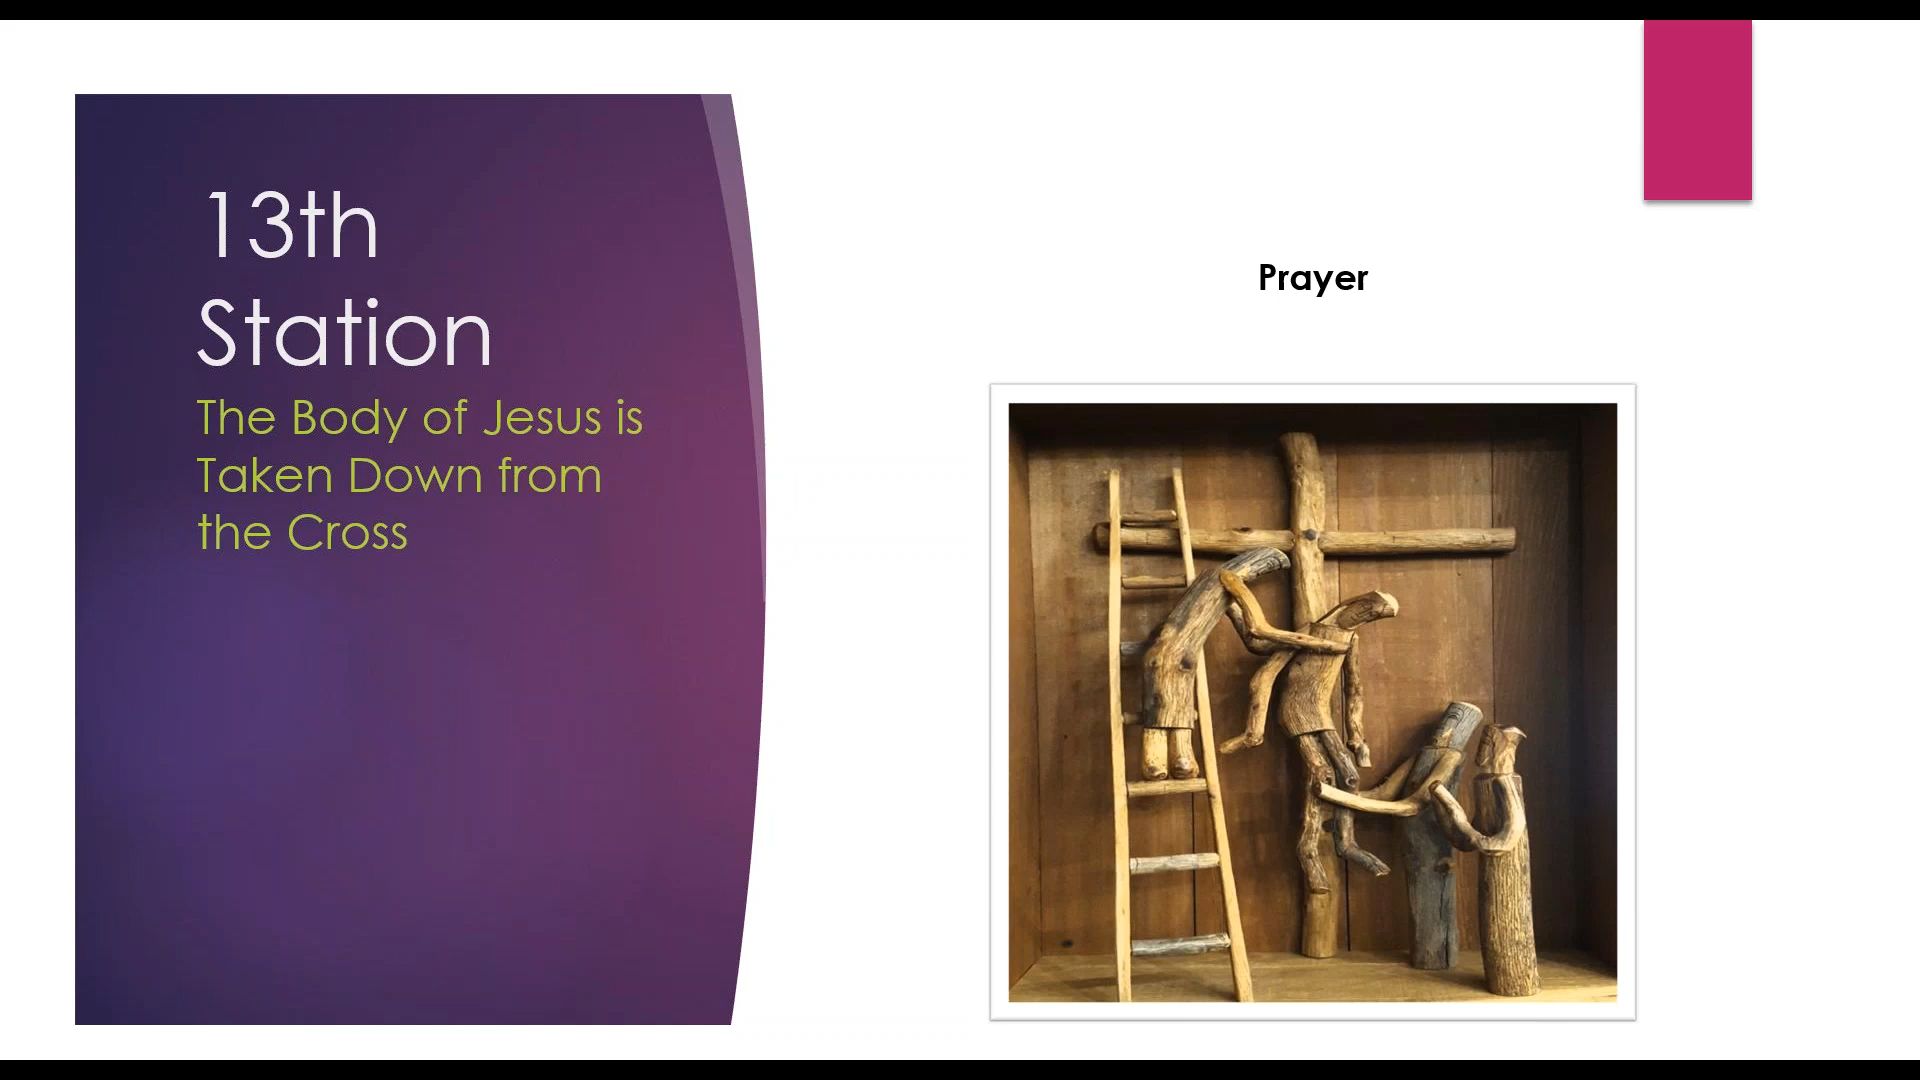 13th
Station
The Body of Jesus is
Taken Down from
the Cross
Prayer